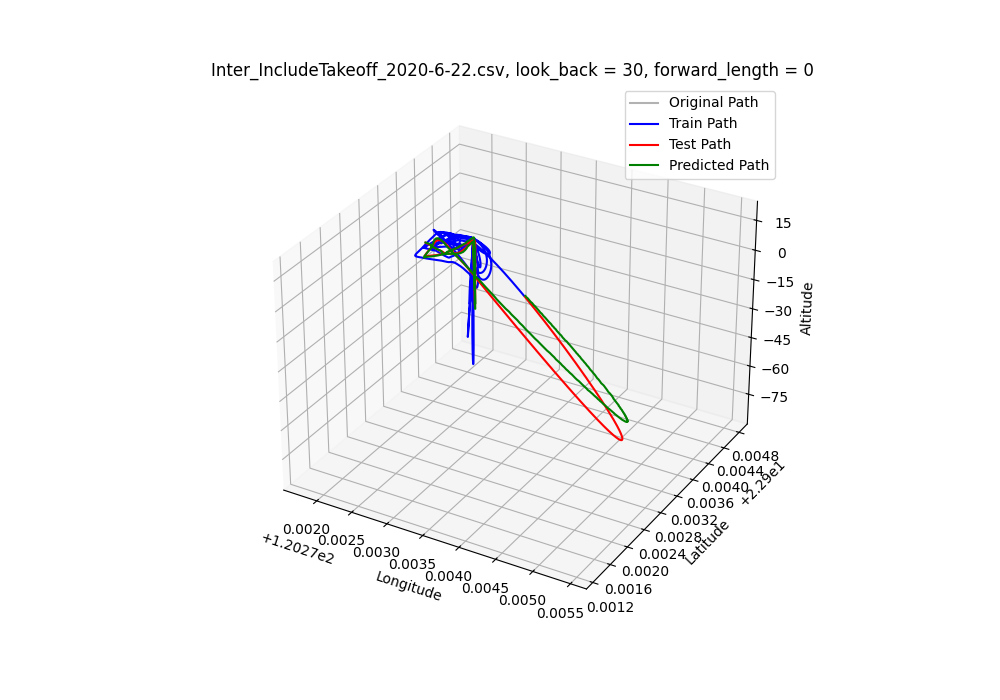 Inter_IncludeTakeoff_2020-6-22.csv, look_back = 30, forward_length = 0
Original Path
Train Path
Test Path
Predicted Path
15
0
−15
−30
−45
−60
−75
Altitude
0.0048
0.0044
0.0040
0.0036
0.0032
0.0028
0.0024
0.0020
0.0016
0.0012
+2.29e1
Latitude
0.0020
0.0025
0.0030
0.0035
0.0040
0.0045
0.0050
0.0055
+1.2027e2
Longitude